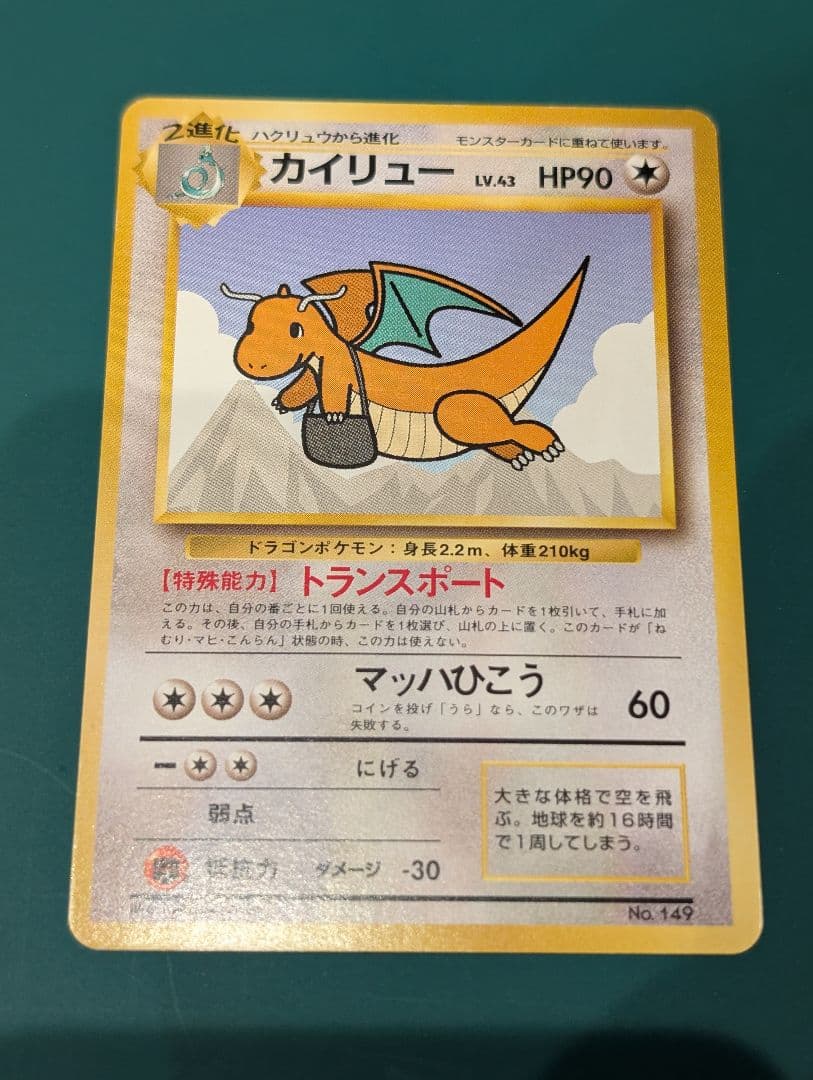 2進化 ハクリュウから進化 モンスターカードに重ねて使います。
カイリュー LV.43 HP90
ドラゴンポケモン：身長2.2m、体重210kg
【特殊能力】 トランスポート
この力は、自分の番ごとに1回使える。自分の山札からカードを1枚引いて、手札に加
える。その後、自分の手札からカードを1枚選び、山札の上に置く。このカードが「ね
むり・マヒ・こんらん」状態の時、この力は使えない。
マッハひこう 60
コインを投げ「うら」なら、このワザは
失敗する。
にげる
弱点
抵抗力 ダメージ -30
大きな体格で空を飛
ぶ。地球を約16時間
で1周してしまう。
No. 149